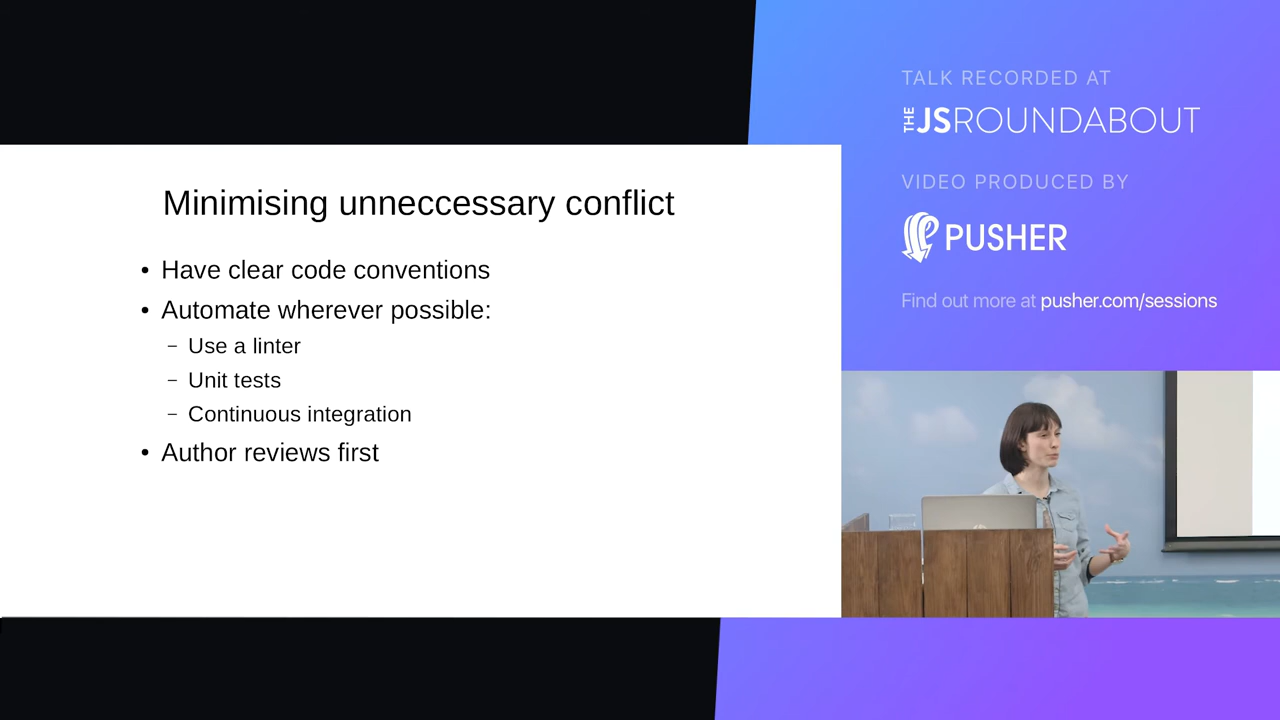 Minimising unneccessary conflict
• Have clear code conventions
• Automate wherever possible:
– Use a linter
– Unit tests
– Continuous integration
• Author reviews first
TALK RECORDED AT
THE JSROUNDABOUT
VIDEO PRODUCED BY
PUSHER
Find out more at pusher.com/sessions